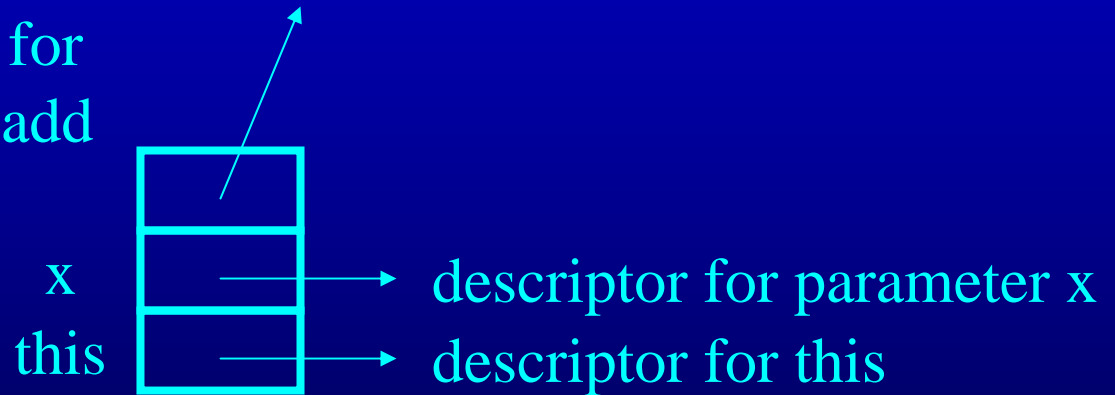 for
add
x
descriptor for parameter x
this
descriptor for this